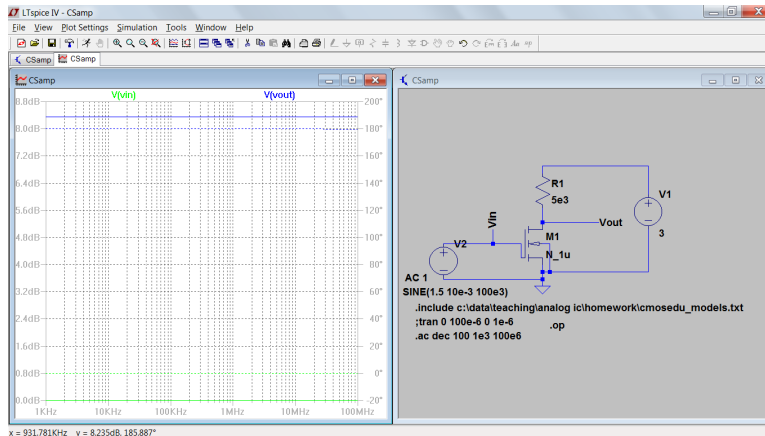 LTspice IV - CSamp
File View Plot Settings Simulation Tools Window Help
CSamp CSamp
CSamp
V(vin) V(vout)
8.8dB 200°
8.0dB 180°
7.2dB 160°
6.4dB 140°
5.6dB 120°
4.8dB 100°
4.0dB 80°
3.2dB 60°
2.4dB 40°
1.6dB 20°
0.8dB 0°
0.0dB -20°
1KHz 10KHz 100KHz 1MHz 10MHz 100MHz
CSamp
R1
5e3
V1
3
Vout
Vin
M1
N_1u
V2
AC 1
SINE(1.5 10e-3 100e3)
.include c:\data\teaching\analog ic\homework\cmosedu_models.txt
;tran 0 100e-6 0 1e-6
.op
.ac dec 100 1e3 100e6
x = 931.781KHz y = 8.235dB, 185.887°